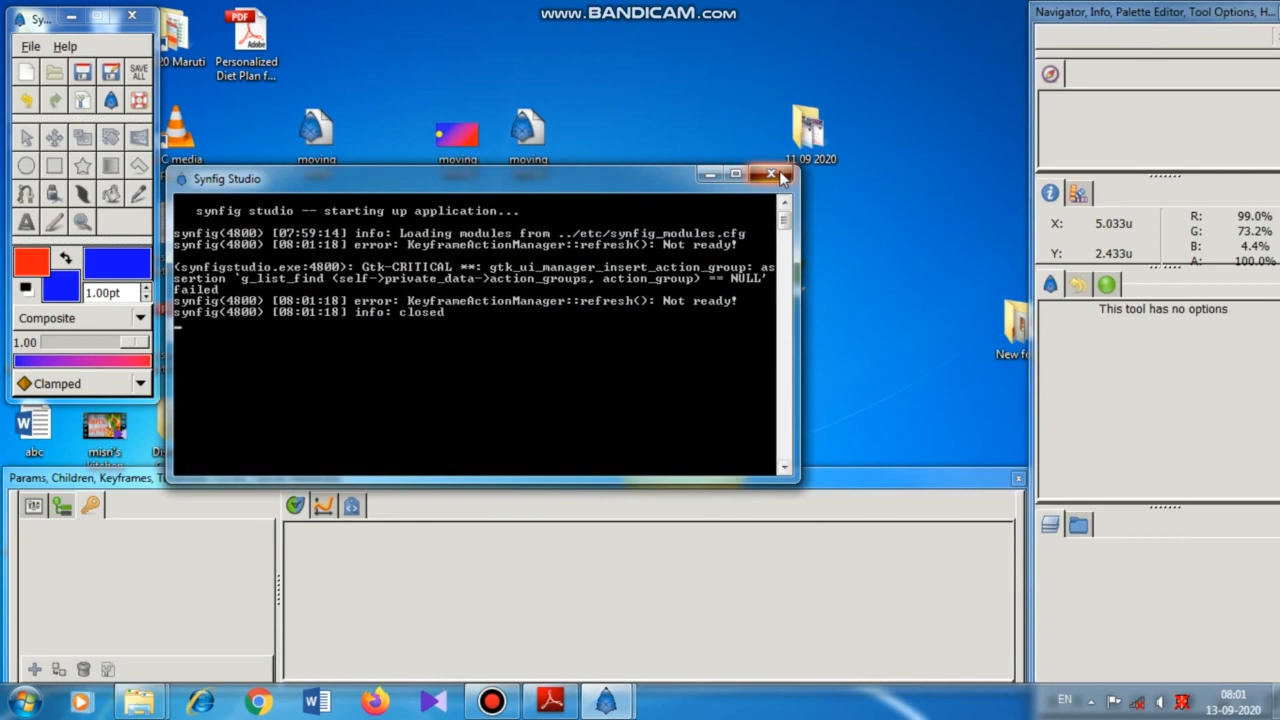 www.BANDICAM.com
Navigator, Info, Palette Editor, Tool Options, H...
Sy...
File Help
SAVE ALL
20 Maruti
PDF
Adobe
Personalized
Diet Plan f...
C media
moving
moving
moving
11 09 2020
Synfig Studio
synfig studio -- starting up application...
synfig(4800) [07:59:14] info: Loading modules from ../etc/synfig_modules.cfg
synfig(4800) [08:01:18] error: KeyframeActionManager::refresh(): Not ready!
(synfigstudio.exe:4800): Gtk-CRITICAL **: gtk_ui_manager_insert_action_group: as
sertion 'g_list_find (self->private_data->action_groups, action_group) == NULL'
failed
synfig(4800) [08:01:18] error: KeyframeActionManager::refresh(): Not ready!
synfig(4800) [08:01:18] info: closed
1.00pt
Composite
1.00
Clamped
X: 5.033u
Y: 2.433u
R: 99.0%
G: 73.2%
B: 4.4%
A: 100.0%
This tool has no options
New fo
abc
misri's
kitchen
Params, Children, Keyframes, T
EN
08:01
13-09-2020